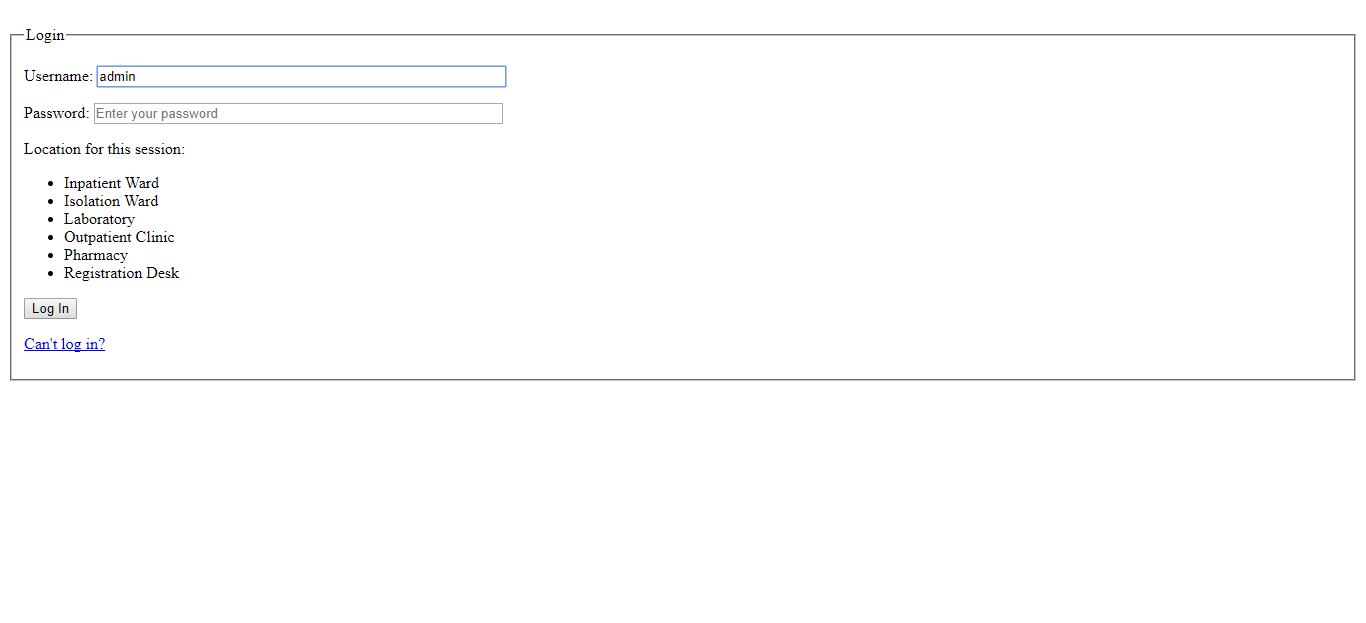 Login
Username: admin
Password: Enter your password
Location for this session:
Inpatient Ward
Isolation Ward
Laboratory
Outpatient Clinic
Pharmacy
Registration Desk
Log In
Can't log in?